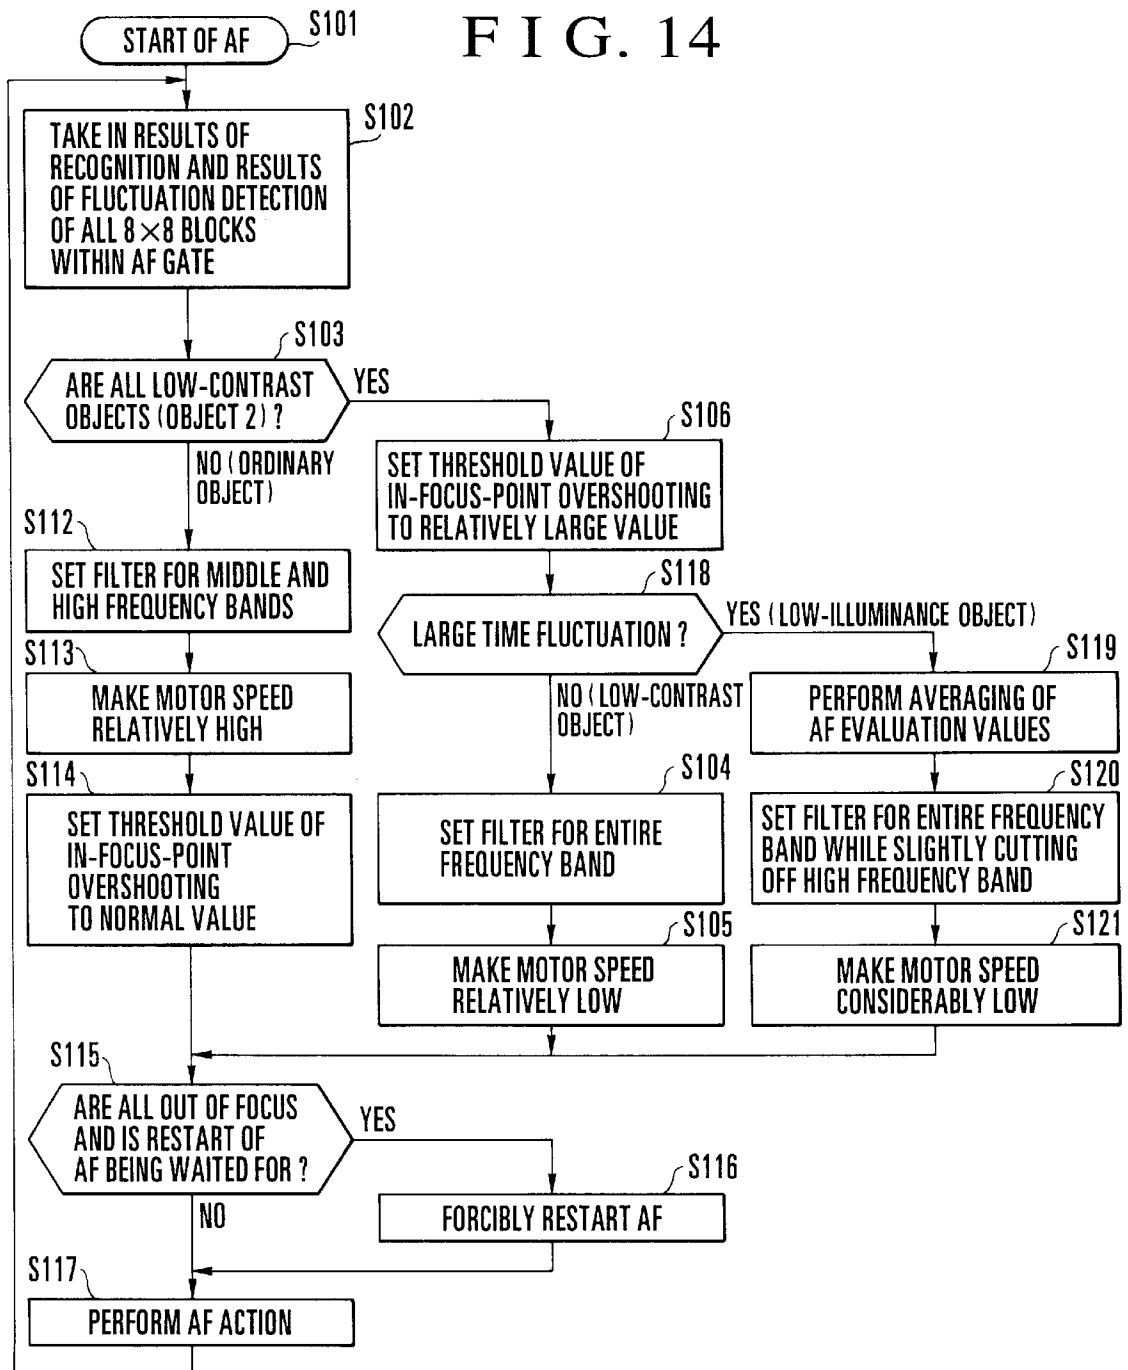 FIG. 14
START OF AF
S101
S102
TAKE IN RESULTS OF
RECOGNITION AND RESULTS
OF FLUCTUATION DETECTION
OF ALL 8×8 BLOCKS
WITHIN AF GATE
S103
ARE ALL LOW-CONTRAST
OBJECTS (OBJECT 2) ?
YES
NO (ORDINARY
OBJECT)
S106
SET THRESHOLD VALUE OF
IN-FOCUS-POINT OVERSHOOTING
TO RELATIVELY LARGE VALUE
S112
SET FILTER FOR MIDDLE AND
HIGH FREQUENCY BANDS
S118
LARGE TIME FLUCTUATION ?
YES (LOW-ILLUMINANCE OBJECT)
NO (LOW-CONTRAST
OBJECT)
S113
MAKE MOTOR SPEED
RELATIVELY HIGH
S119
PERFORM AVERAGING OF
AF EVALUATION VALUES
S114
SET THRESHOLD VALUE OF
IN-FOCUS-POINT
OVERSHOOTING
TO NORMAL VALUE
S104
SET FILTER FOR ENTIRE
FREQUENCY BAND
S120
SET FILTER FOR ENTIRE FREQUENCY
BAND WHILE SLIGHTLY CUTTING
OFF HIGH FREQUENCY BAND
S105
MAKE MOTOR SPEED
RELATIVELY LOW
S121
MAKE MOTOR SPEED
CONSIDERABLY LOW
S115
ARE ALL OUT OF FOCUS
AND IS RESTART OF
AF BEING WAITED FOR ?
YES
NO
S116
FORCIBLY RESTART AF
S117
PERFORM AF ACTION